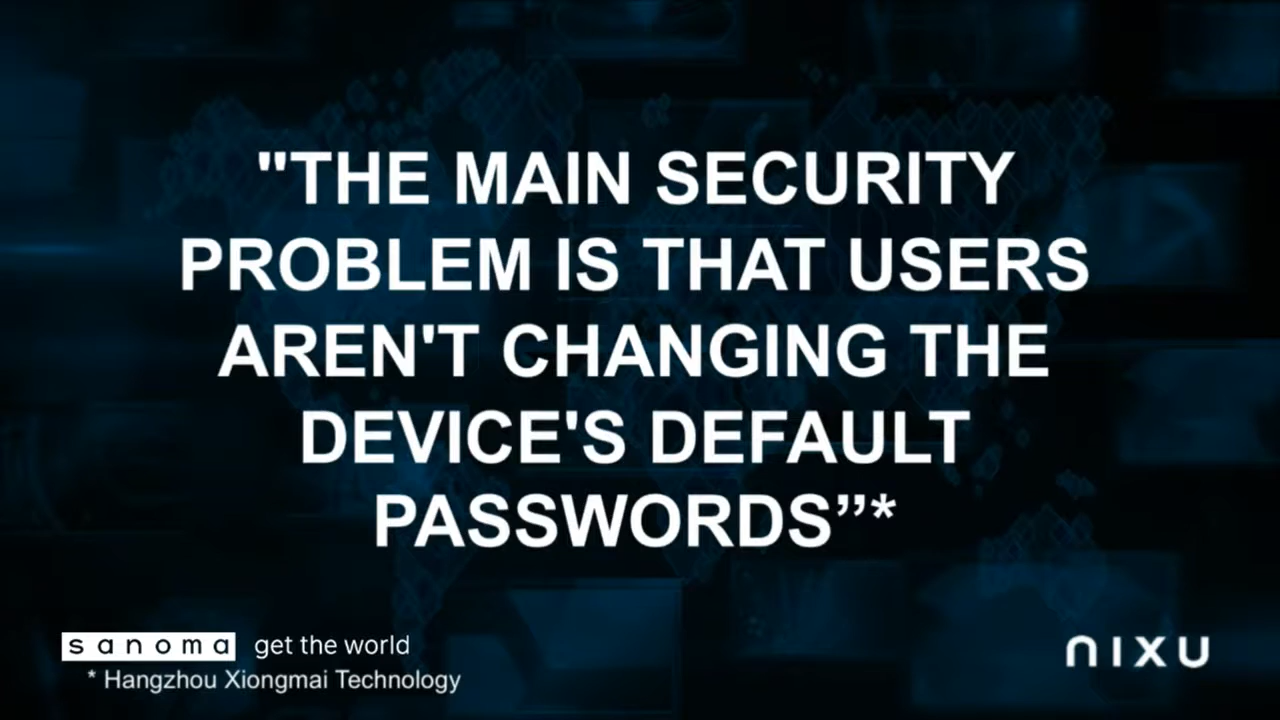 "THE MAIN SECURITY
PROBLEM IS THAT USERS
AREN'T CHANGING THE
DEVICE'S DEFAULT
PASSWORDS”*
sanoma get the world
* Hangzhou Xiongmai Technology
nixu